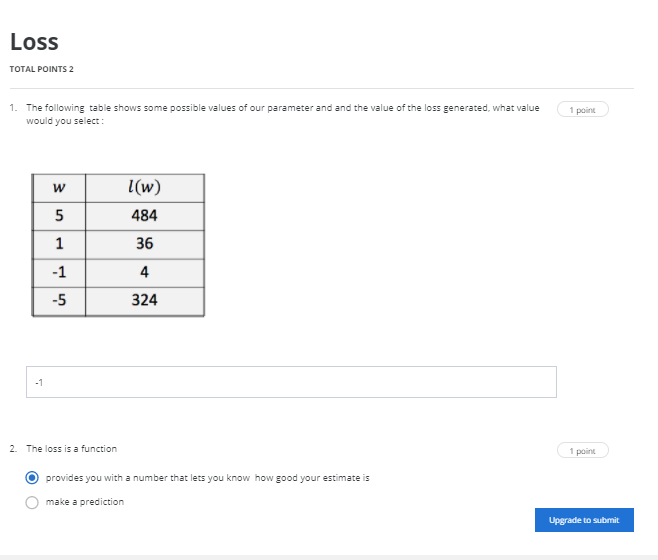 Loss
TOTAL POINTS 2
1. The following table shows some possible values of our parameter and and the value of the loss generated, what value
would you select :
1 point
w l(w)
5 484
1 36
-1 4
-5 324
-1
2. The loss is a function
1 point
provides you with a number that lets you know how good your estimate is
make a prediction
Upgrade to submit